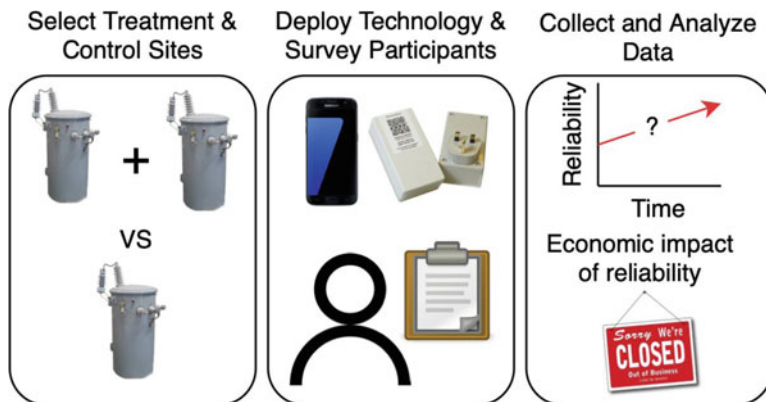 Select Treatment &
Control Sites
VS
Deploy Technology &
Survey Participants
Collect and Analyze
Data
Reliability
?
Time
Economic impact
of reliability
Sorry We're
CLOSED
Out of Business